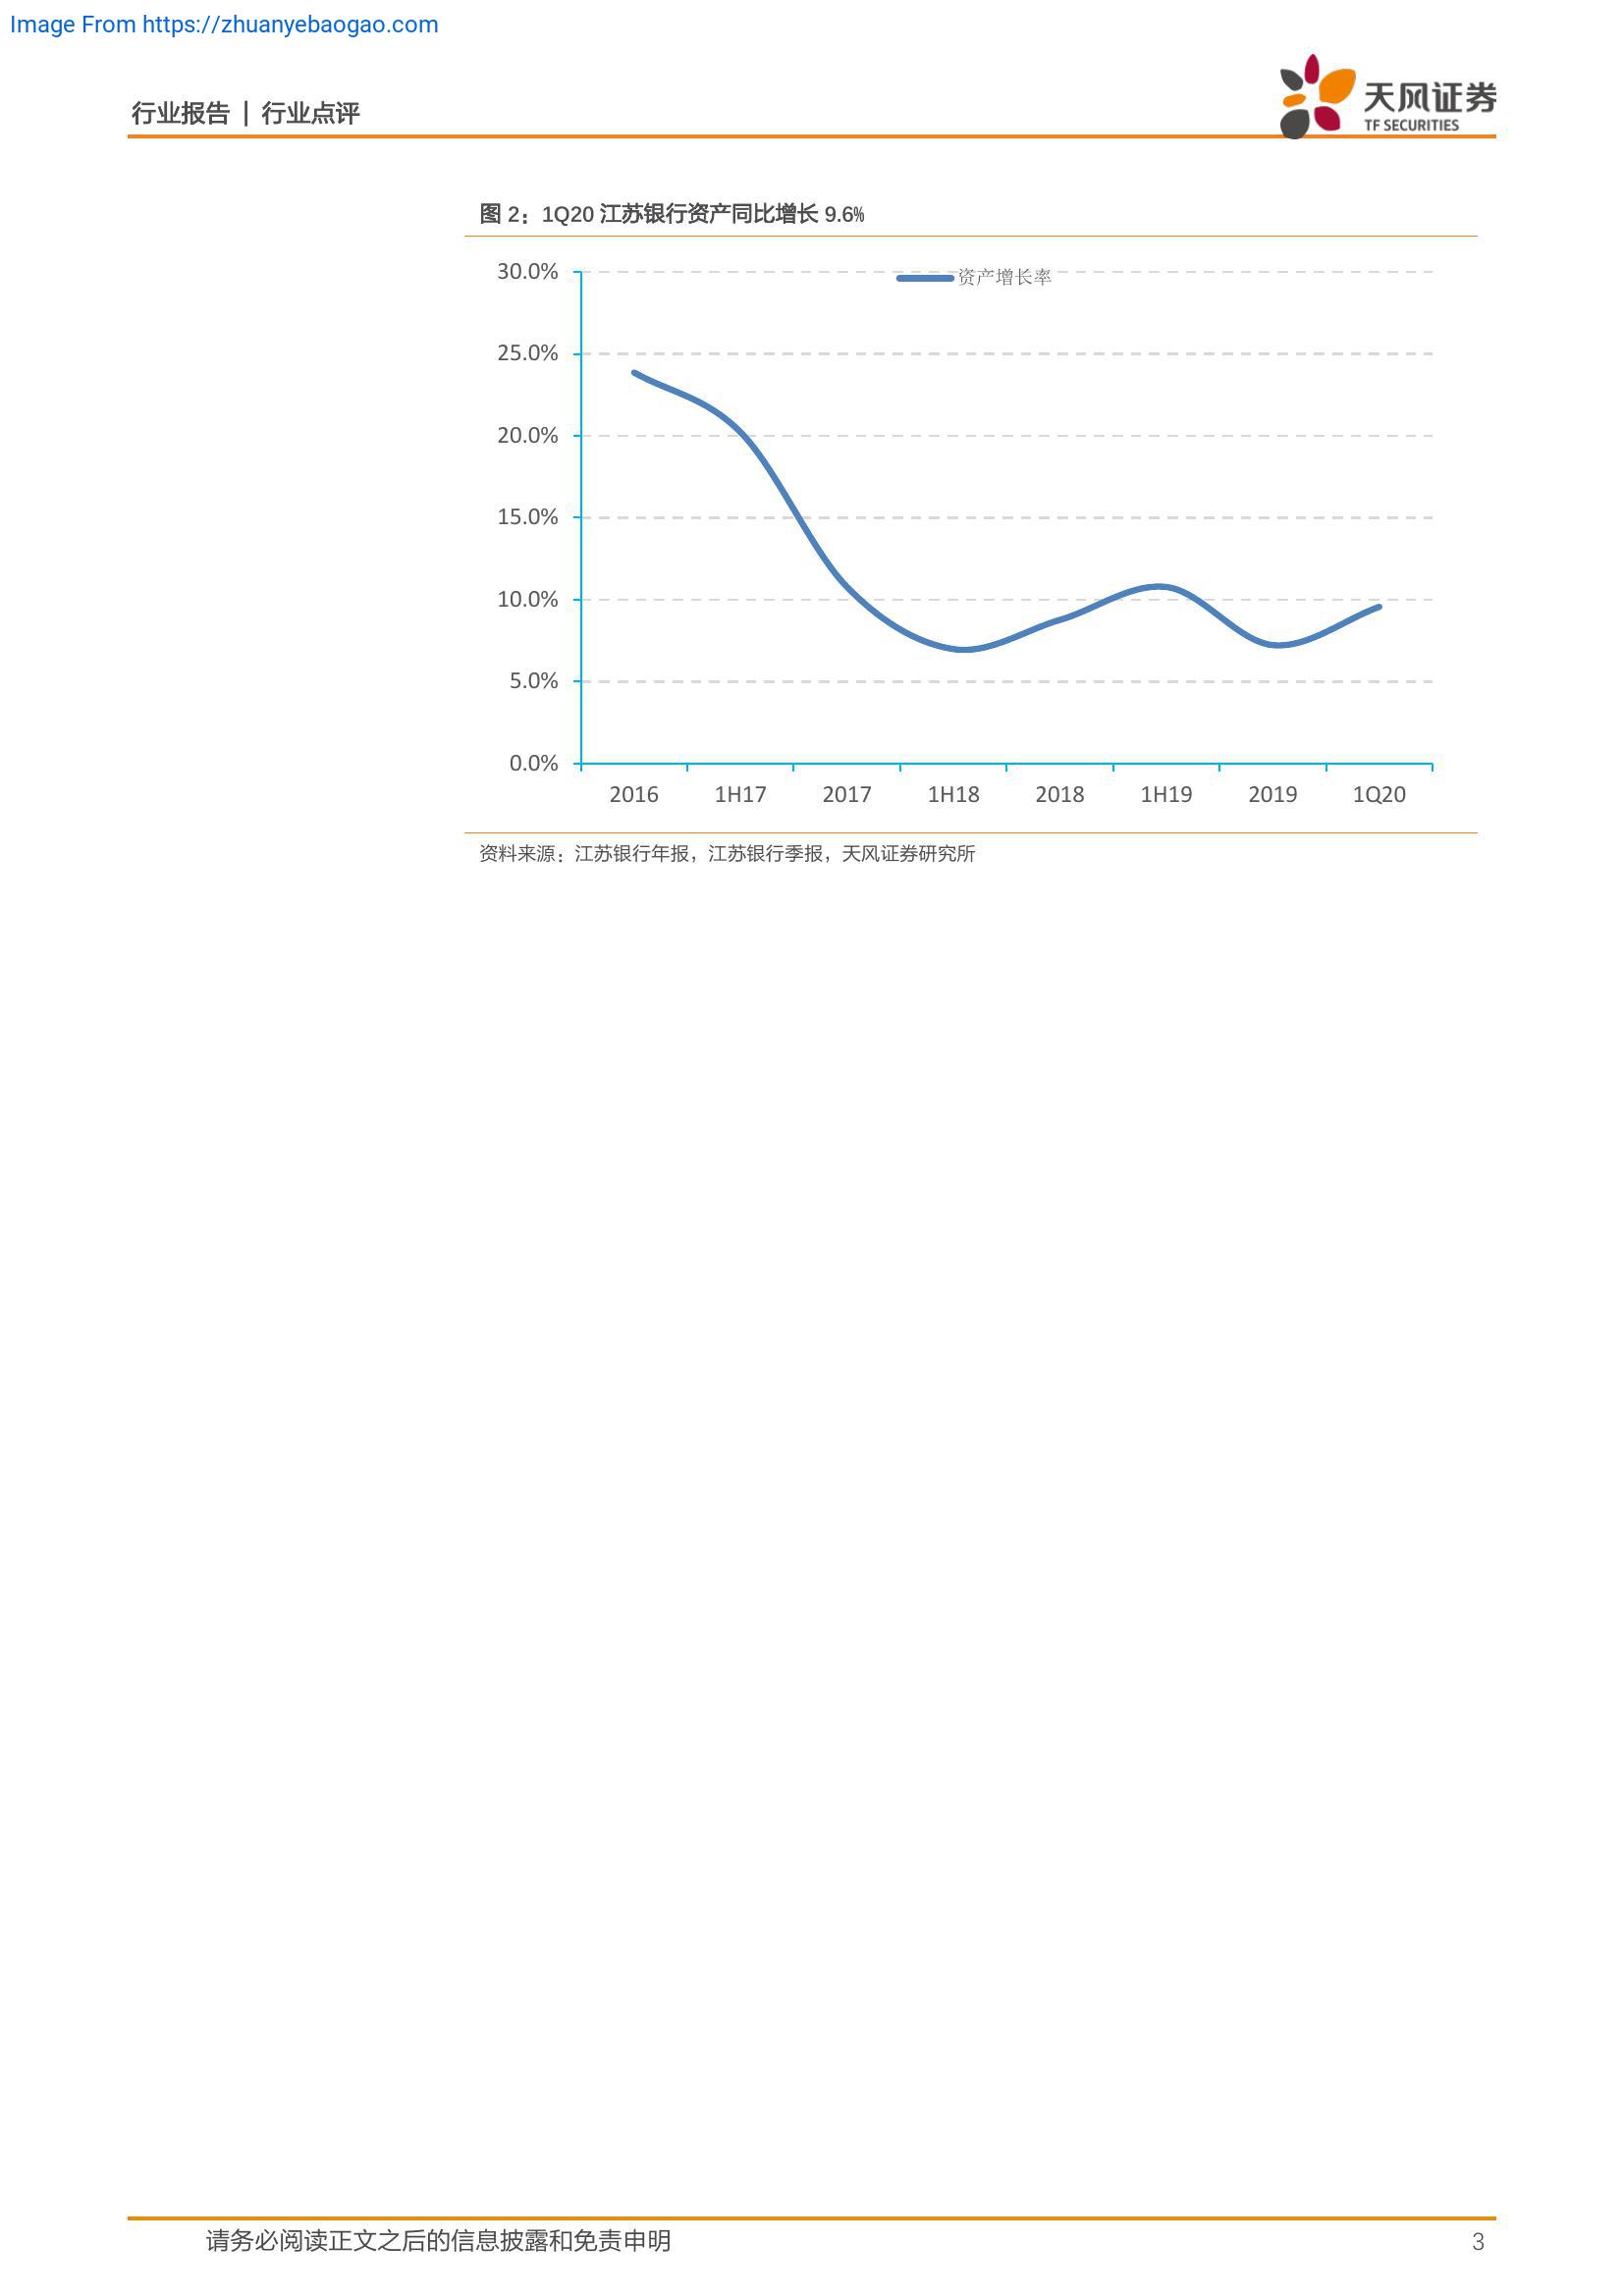 Image From https://zhuanyebaogao.com
行业报告 | 行业点评
天风证券
TF SECURITIES
图 2：1Q20 江苏银行资产同比增长 9.6%
资产增长率
30.0%
25.0%
20.0%
15.0%
10.0%
5.0%
0.0%
2016 1H17 2017 1H18 2018 1H19 2019 1Q20
资料来源：江苏银行年报，江苏银行季报，天风证券研究所
请务必阅读正文之后的信息披露和免责申明 3